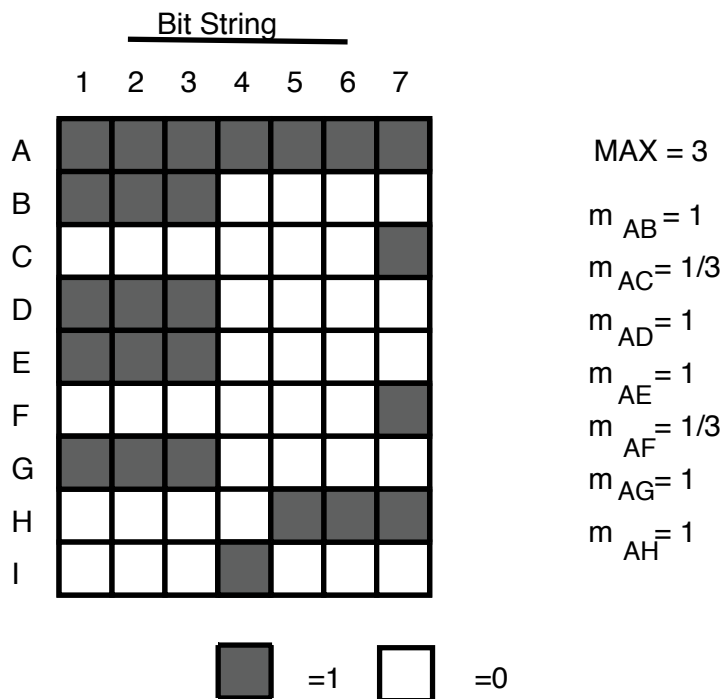 Bit String
1 2 3 4 5 6 7
A
MAX = 3
B
m AB = 1
C
m AC = 1/3
D
m AD = 1
E
m AE = 1
F
m AF = 1/3
G
m AG = 1
H
m AH = 1
I
=1 =0